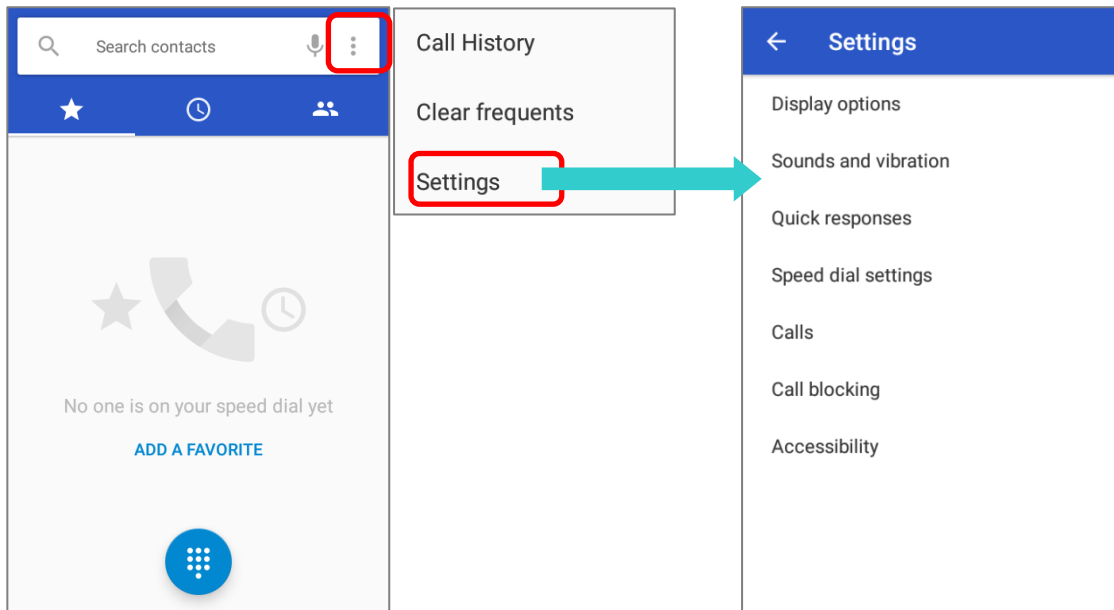 Search contacts
No one is on your speed dial yet
ADD A FAVORITE
Call History
Clear frequents
Settings
Settings
Display options
Sounds and vibration
Quick responses
Speed dial settings
Calls
Call blocking
Accessibility